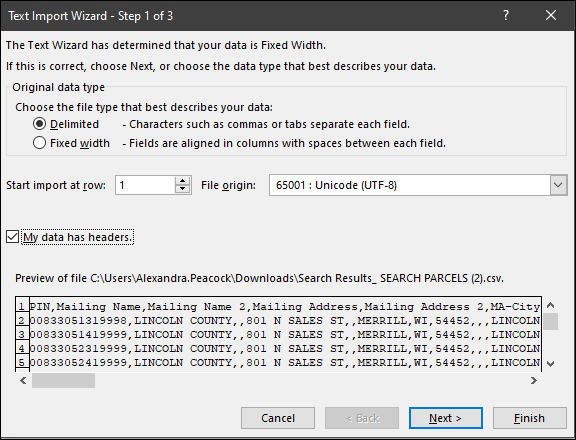 Text Import Wizard - Step 1 of 3
The Text Wizard has determined that your data is Fixed Width.
If this is correct, choose Next, or choose the data type that best describes your data.
Original data type
Choose the file type that best describes your data:
Delimited - Characters such as commas or tabs separate each field.
Fixed width - Fields are aligned in columns with spaces between each field.
Start import at row: 1 File origin: 65001 : Unicode (UTF-8)
My data has headers.
Preview of file C:\Users\Alexandra.Peacock\Downloads\Search Results_ SEARCH PARCELS (2).csv.
1 PIN,Mailing Name,Mailing Name 2,Mailing Address,Mailing Address 2,MA-City
2 00833051319998,LINCOLN COUNTY,,801 N SALES ST,,MERRILL,WI,54452,,,LINCOLN
3 00833051419999,LINCOLN COUNTY,,801 N SALES ST,,MERRILL,WI,54452,,,LINCOLN
4 00833052319999,LINCOLN COUNTY,,801 N SALES ST,,MERRILL,WI,54452,,,LINCOLN
5 00833052419999,LINCOLN COUNTY,,801 N SALES ST,,MERRILL,WI,54452,,,LINCOLN
Cancel < Back Next > Finish